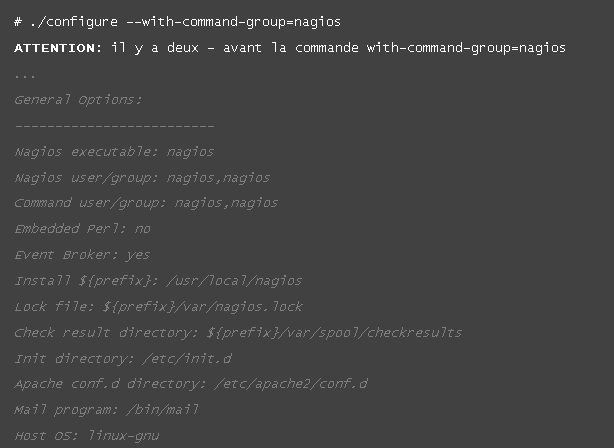 # ./configure --with-command-group=nagios
ATTENTION: il y a deux - avant la commande with-command-group=nagios
...
General Options:
-------------------------
Nagios executable: nagios
Nagios user/group: nagios,nagios
Command user/group: nagios,nagios
Embedded Perl: no
Event Broker: yes
Install ${prefix}: /usr/local/nagios
Lock file: ${prefix}/var/nagios.lock
Check result directory: ${prefix}/var/spool/checkresults
Init directory: /etc/init.d
Apache conf.d directory: /etc/apache2/conf.d
Mail program: /bin/mail
Host OS: linux-gnu